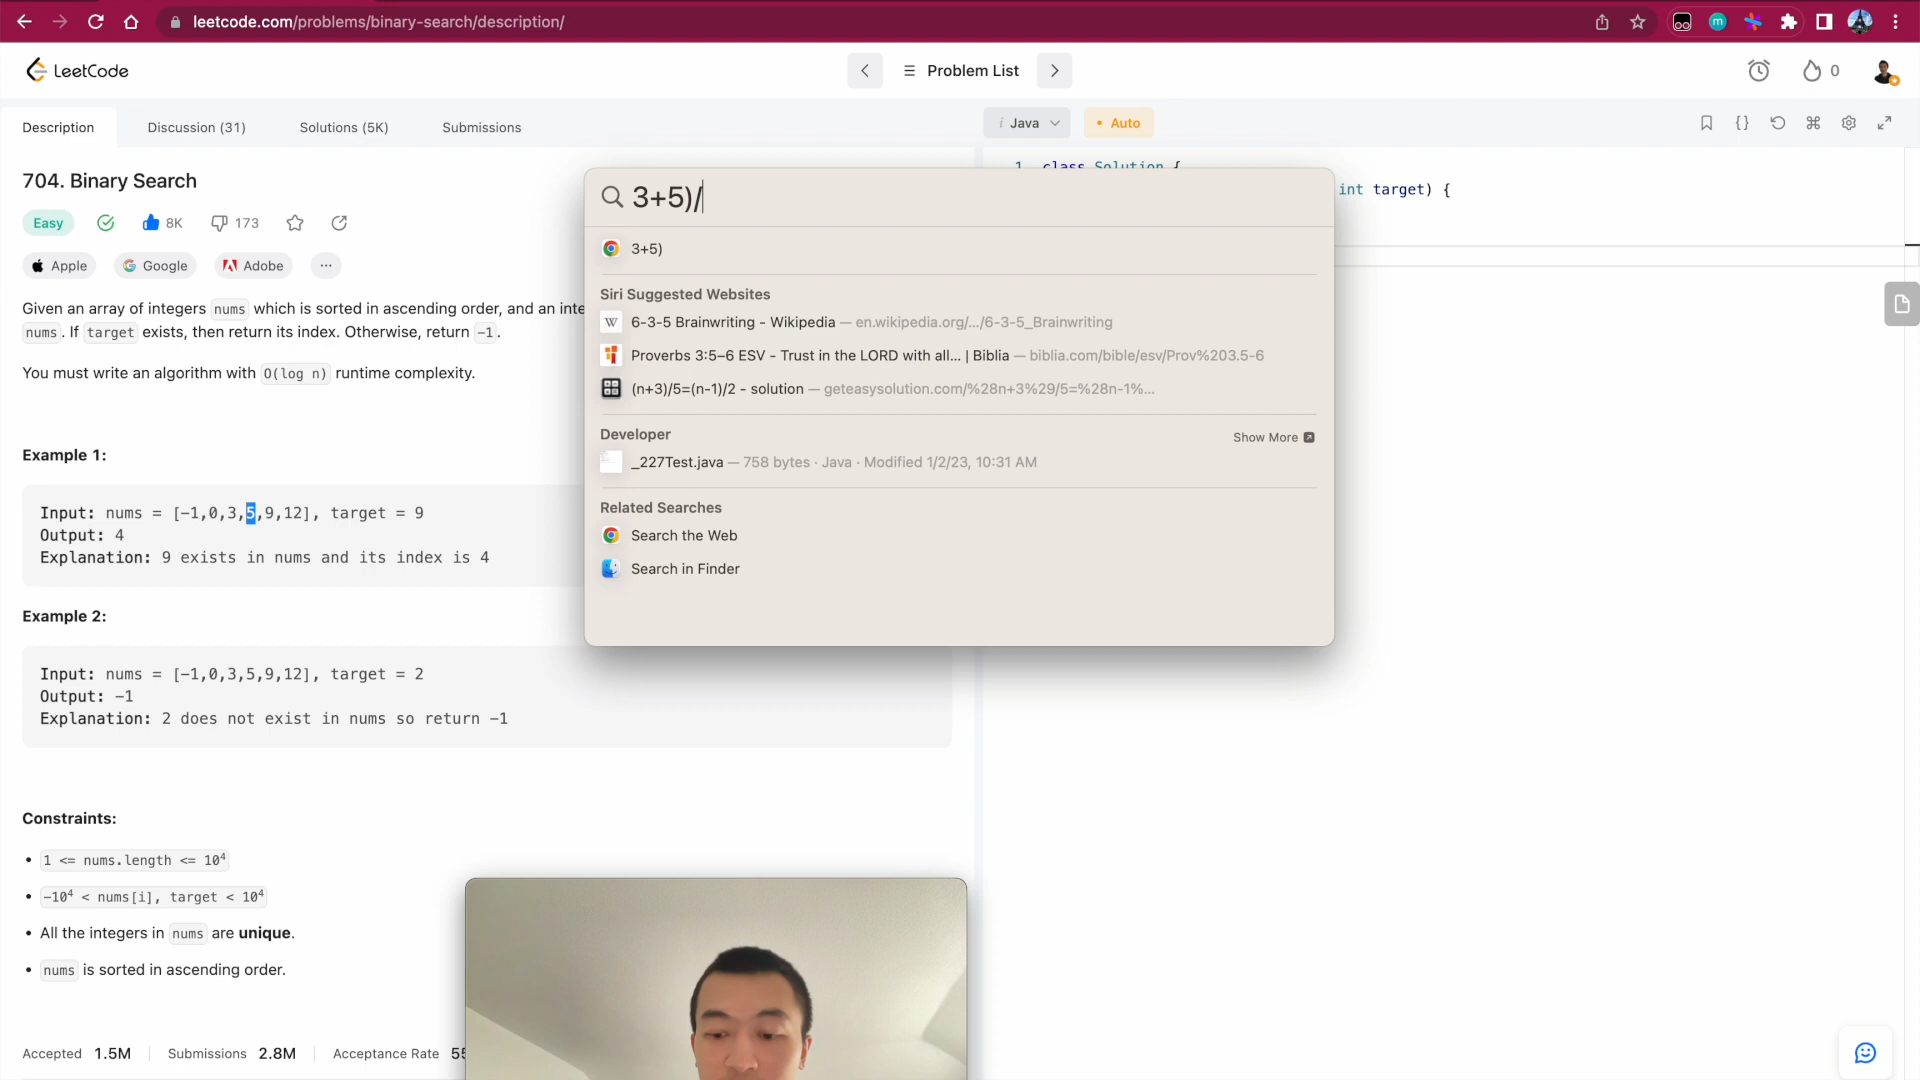 leetcode.com/problems/binary-search/description/
m
LeetCode
Problem List
0
Description
Discussion (31)
Solutions (5K)
Submissions
i Java
• Auto
{}
704. Binary Search
Easy
8K
173
Apple
Google
Adobe
...
Given an array of integers nums which is sorted in ascending order, and an inte
nums. If target exists, then return its index. Otherwise, return -1.
You must write an algorithm with O(log n) runtime complexity.
Example 1:
Input: nums = [-1,0,3,5,9,12], target = 9
Output: 4
Explanation: 9 exists in nums and its index is 4
Example 2:
Input: nums = [-1,0,3,5,9,12], target = 2
Output: -1
Explanation: 2 does not exist in nums so return -1
Constraints:
• 1 <= nums.length <= 10⁴
• -10⁴ < nums[i], target < 10⁴
• All the integers in nums are unique.
• nums is sorted in ascending order.
Accepted 1.5M
Submissions 2.8M
Acceptance Rate 55
1 class Solution {
int target) {
3+5)/
3+5)
Siri Suggested Websites
W 6-3-5 Brainwriting - Wikipedia — en.wikipedia.org/.../6-3-5_Brainwriting
Proverbs 3:5–6 ESV - Trust in the LORD with all... | Biblia — biblia.com/bible/esv/Prov%203.5-6
(n+3)/5=(n-1)/2 - solution — geteasysolution.com/%28n+3%29/5=%28n-1%...
Developer
Show More
_227Test.java — 758 bytes · Java · Modified 1/2/23, 10:31 AM
Related Searches
Search the Web
Search in Finder